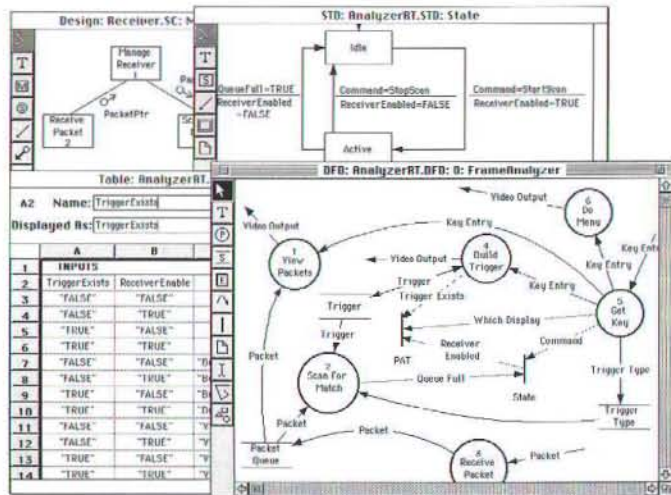 Design: Receiver.SC:
Manage
Receiver
1
PacketPtr
Receive
Packet
2
STD: AnalyzerRT.STD: State
Idle
QueueFull=TRUE
ReceiverEnabled
=FALSE
Command=StopScan
ReceiverEnabled=FALSE
Command=StartScan
ReceiverEnabled=TRUE
Active
Table: AnalyzerRT.
A2 Name: TriggerExists
Displayed As: TriggerExists
A B
1 INPUTS
2 TriggerExists ReceiverEnable
3 "FALSE" "FALSE"
4 "FALSE" "TRUE"
5 "TRUE" "FALSE"
6 "TRUE" "TRUE"
7 "FALSE" "FALSE"
8 "FALSE" "TRUE"
9 "TRUE" "FALSE"
10 "TRUE" "TRUE"
11 "FALSE" "FALSE"
12 "FALSE" "TRUE"
13 "TRUE" "FALSE"
14 "TRUE" "TRUE"
DFD: AnalyzerRT.DFD: 0: FrameAnalyzer
Video Output
6
Do
Menu
Video Output
Key Entry
Key Entry
Key Entry
1
View
Packets
Video Output
4
Build
Trigger
Trigger
Trigger Exists
Key Entry
5
Get
Key
Trigger
Trigger
Which Display
PAT
Receiver
Enabled
Command
Packet
2
Scan For
Match
Queue Full
State
Trigger Type
Packet
Trigger
Type
Packet
Queue
Packet
3
Receive
Packet
Packet